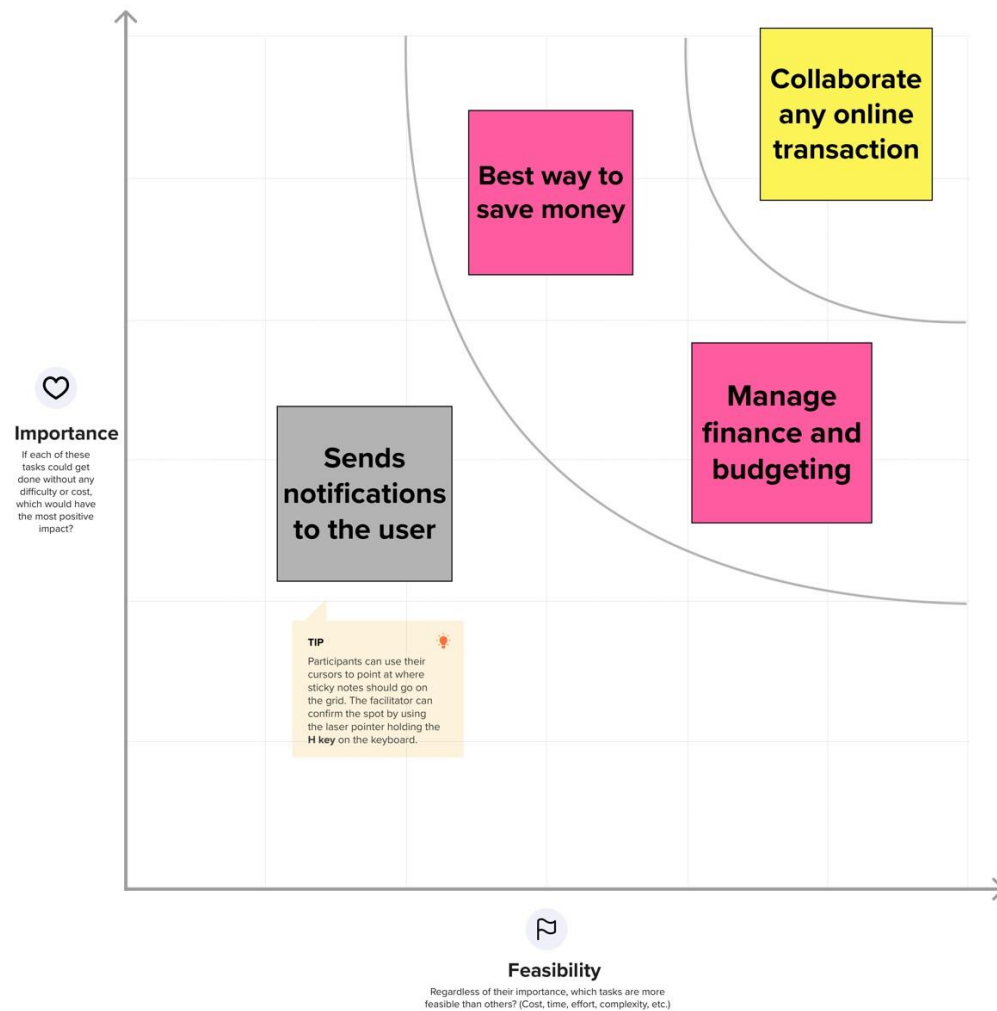 Collaborate
any online
transaction
Best way to
save money
Manage
finance and
budgeting
Importance
If each of these
tasks could get
done without any
difficulty or cost,
which would have
the most positive
impact?
Sends
notifications
to the user
TIP
Participants can use their
cursors to point at where
sticky notes should go on
the grid. The facilitator can
confirm the spot by using
the laser pointer holding the
H key on the keyboard.
Feasibility
Regardless of their importance, which tasks are more
feasible than others? (Cost, time, effort, complexity, etc.)